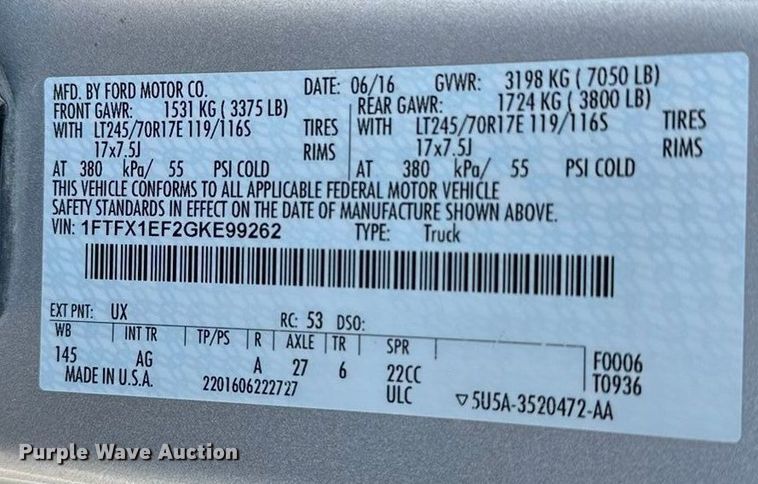 MFD. BY FORD MOTOR CO. DATE: 06/16 GVWR: 3198 KG ( 7050 LB)
FRONT GAWR: 1531 KG ( 3375 LB) REAR GAWR: 1724 KG ( 3800 LB)
WITH LT245/70R17E 119/116S TIRES WITH LT245/70R17E 119/116S TIRES
17x7.5J RIMS 17x7.5J RIMS
AT 380 kPa/ 55 PSI COLD AT 380 kPa/ 55 PSI COLD
THIS VEHICLE CONFORMS TO ALL APPLICABLE FEDERAL MOTOR VEHICLE
SAFETY STANDARDS IN EFFECT ON THE DATE OF MANUFACTURE SHOWN ABOVE.
VIN: 1FTFX1EF2GKE99262 TYPE: Truck
EXT PNT: UX RC: 53 DSO:
WB INT TR TP/PS R AXLE TR SPR
145 AG A 27 6 22CC F0006
MADE IN U.S.A. 2201606222727 ULC T0936
▽5U5A-3520472-AA
Purple Wave Auction